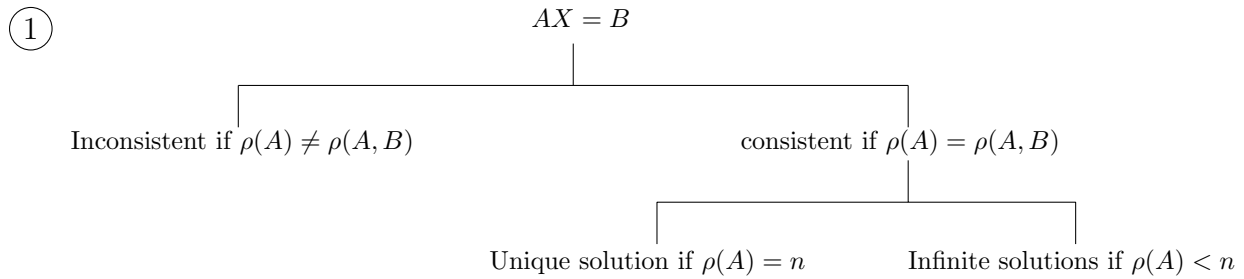 ① AX = B
Inconsistent if ρ(A) ≠ ρ(A, B) consistent if ρ(A) = ρ(A, B)
Unique solution if ρ(A) = n Infinite solutions if ρ(A) < n